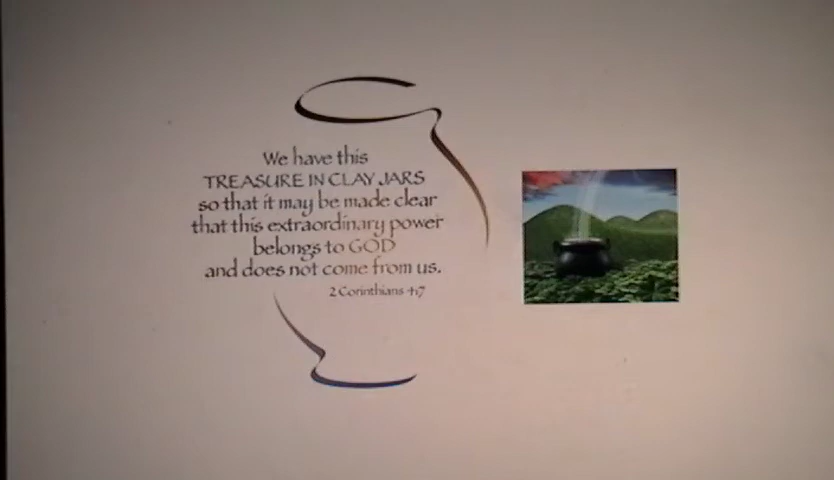 We have this
TREASURE IN CLAY JARS
so that it may be made clear
that this extraordinary power
belongs to GOD
and does not come from us.
2 Corinthians 4:7